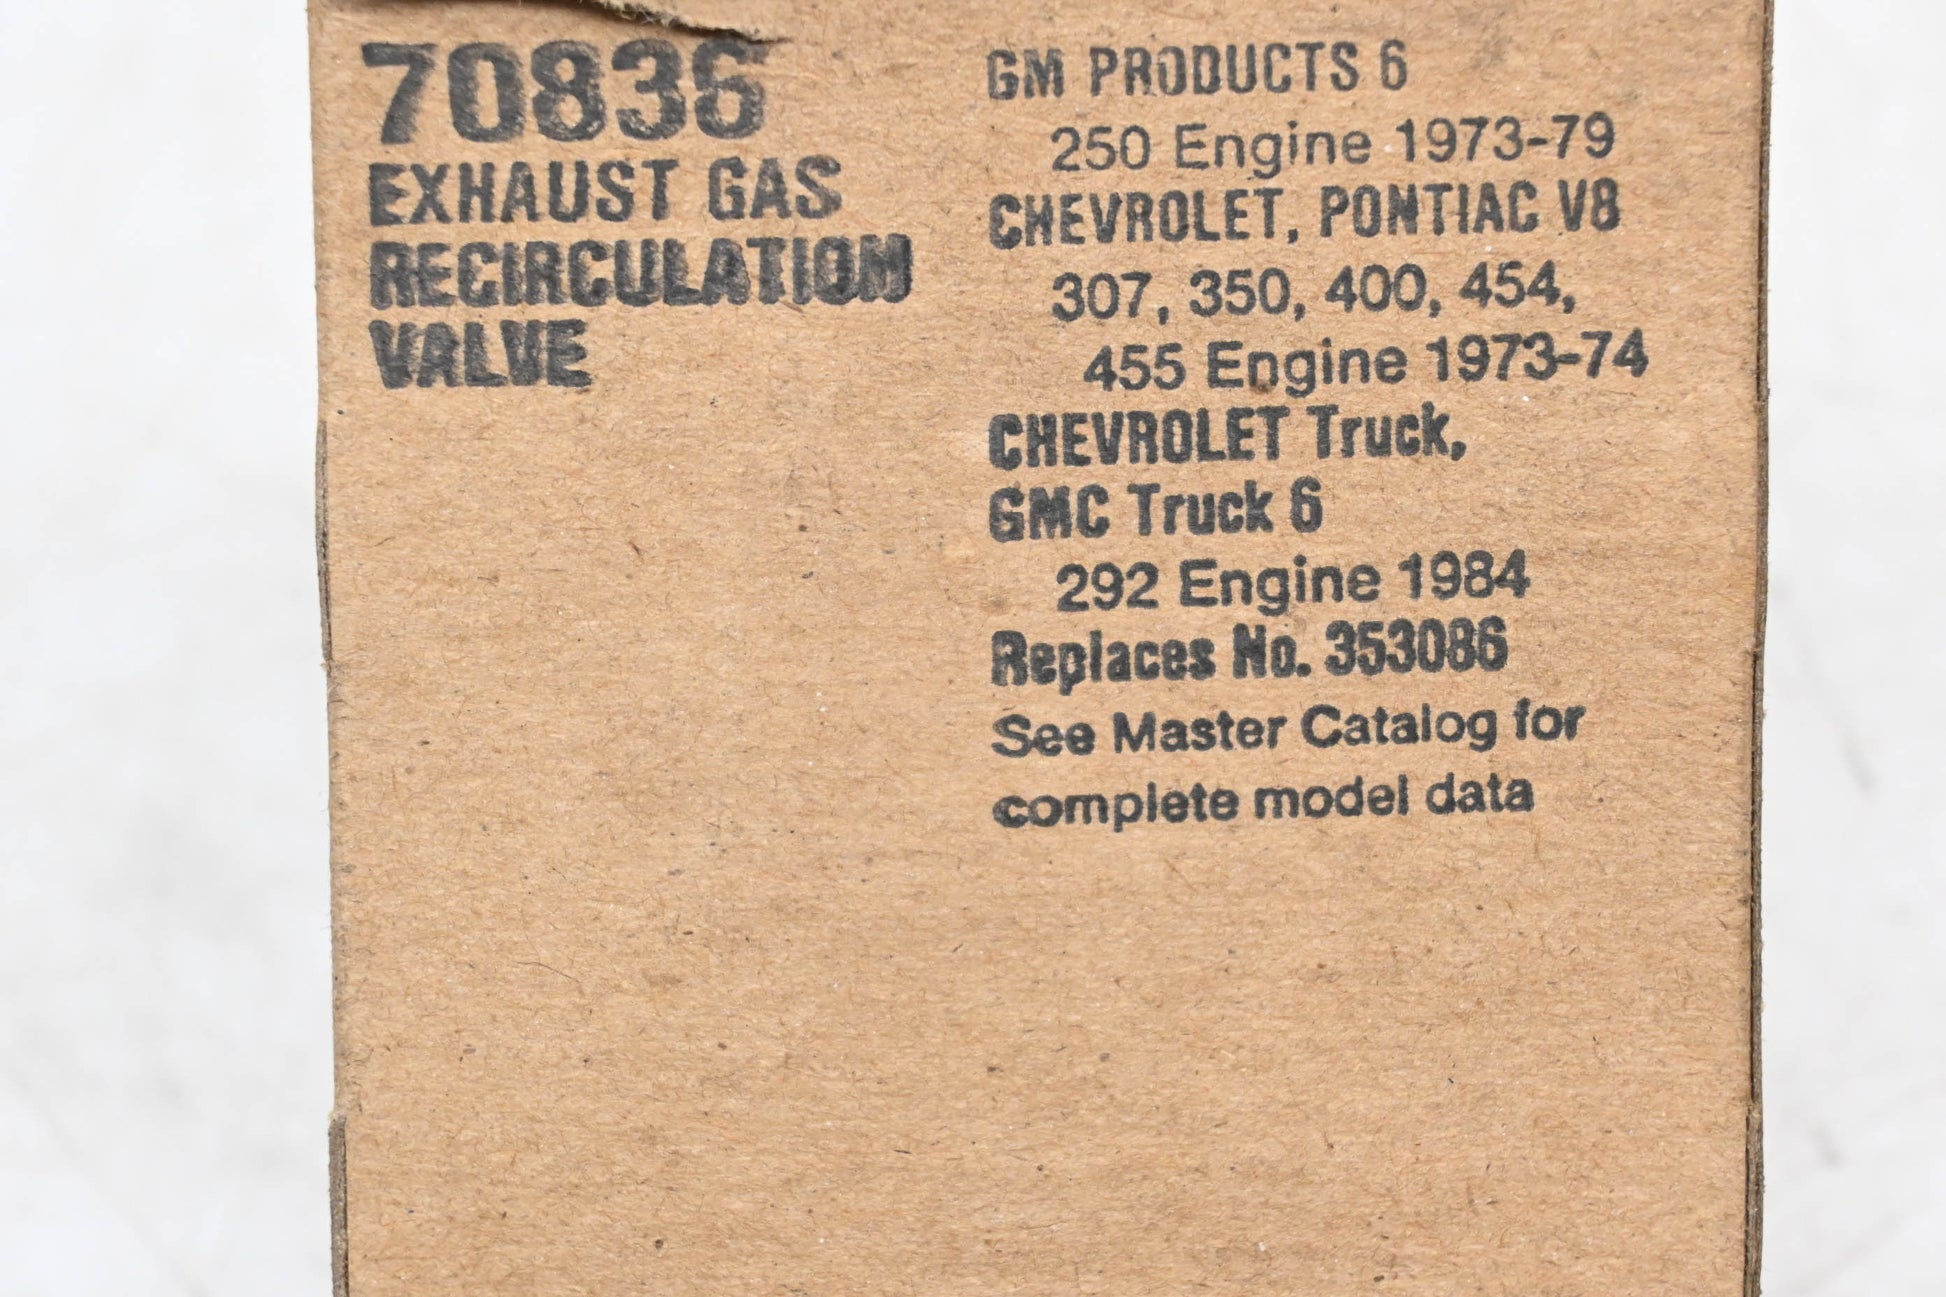 70836
EXHAUST GAS
RECIRCULATION
VALVE
GM PRODUCTS 6
250 Engine 1973-79
CHEVROLET, PONTIAC V8
307, 350, 400, 454,
455 Engine 1973-74
CHEVROLET Truck,
GMC Truck 6
292 Engine 1984
Replaces No. 353086
See Master Catalog for
complete model data